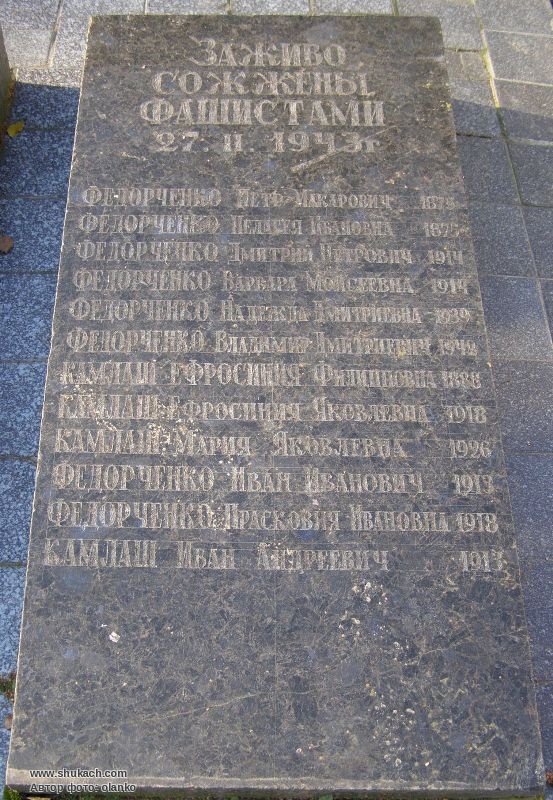 ЗАЖИВО
СОЖЖЕНЫ
ФАШИСТАМИ
27. II. 1943г
ФЕДОРЧЕНКО ПЕТР МАКАРОВИЧ 1874
ФЕДОРЧЕНКО ПЕЛАГЕЯ ИВАНОВНА 1875
ФЕДОРЧЕНКО ДМИТРИЙ ПЕТРОВИЧ 1914
ФЕДОРЧЕНКО ВАРВАРА МОИСЕЕВНА 1914
ФЕДОРЧЕНКО НАДЕЖДА ДМИТРИЕВНА 1939
ФЕДОРЧЕНКО ВЛАДИМИР ДМИТРИЕВИЧ 1942
КАМЛАШ ЕФРОСИНИЯ ФИЛИППОВНА 1888
КАМЛАШ ЕФРОСИНИЯ ЯКОВЛЕВНА 1918
КАМЛАШ МАРИЯ ЯКОВЛЕВНА 1926
ФЕДОРЧЕНКО ИВАН ИВАНОВИЧ 1913
ФЕДОРЧЕНКО ПРАСКОВИЯ ИВАНОВНА 1918
КАМЛАШ ИВАН АНДРЕЕВИЧ 1913
www.shukach.com
Автор фото: olanko